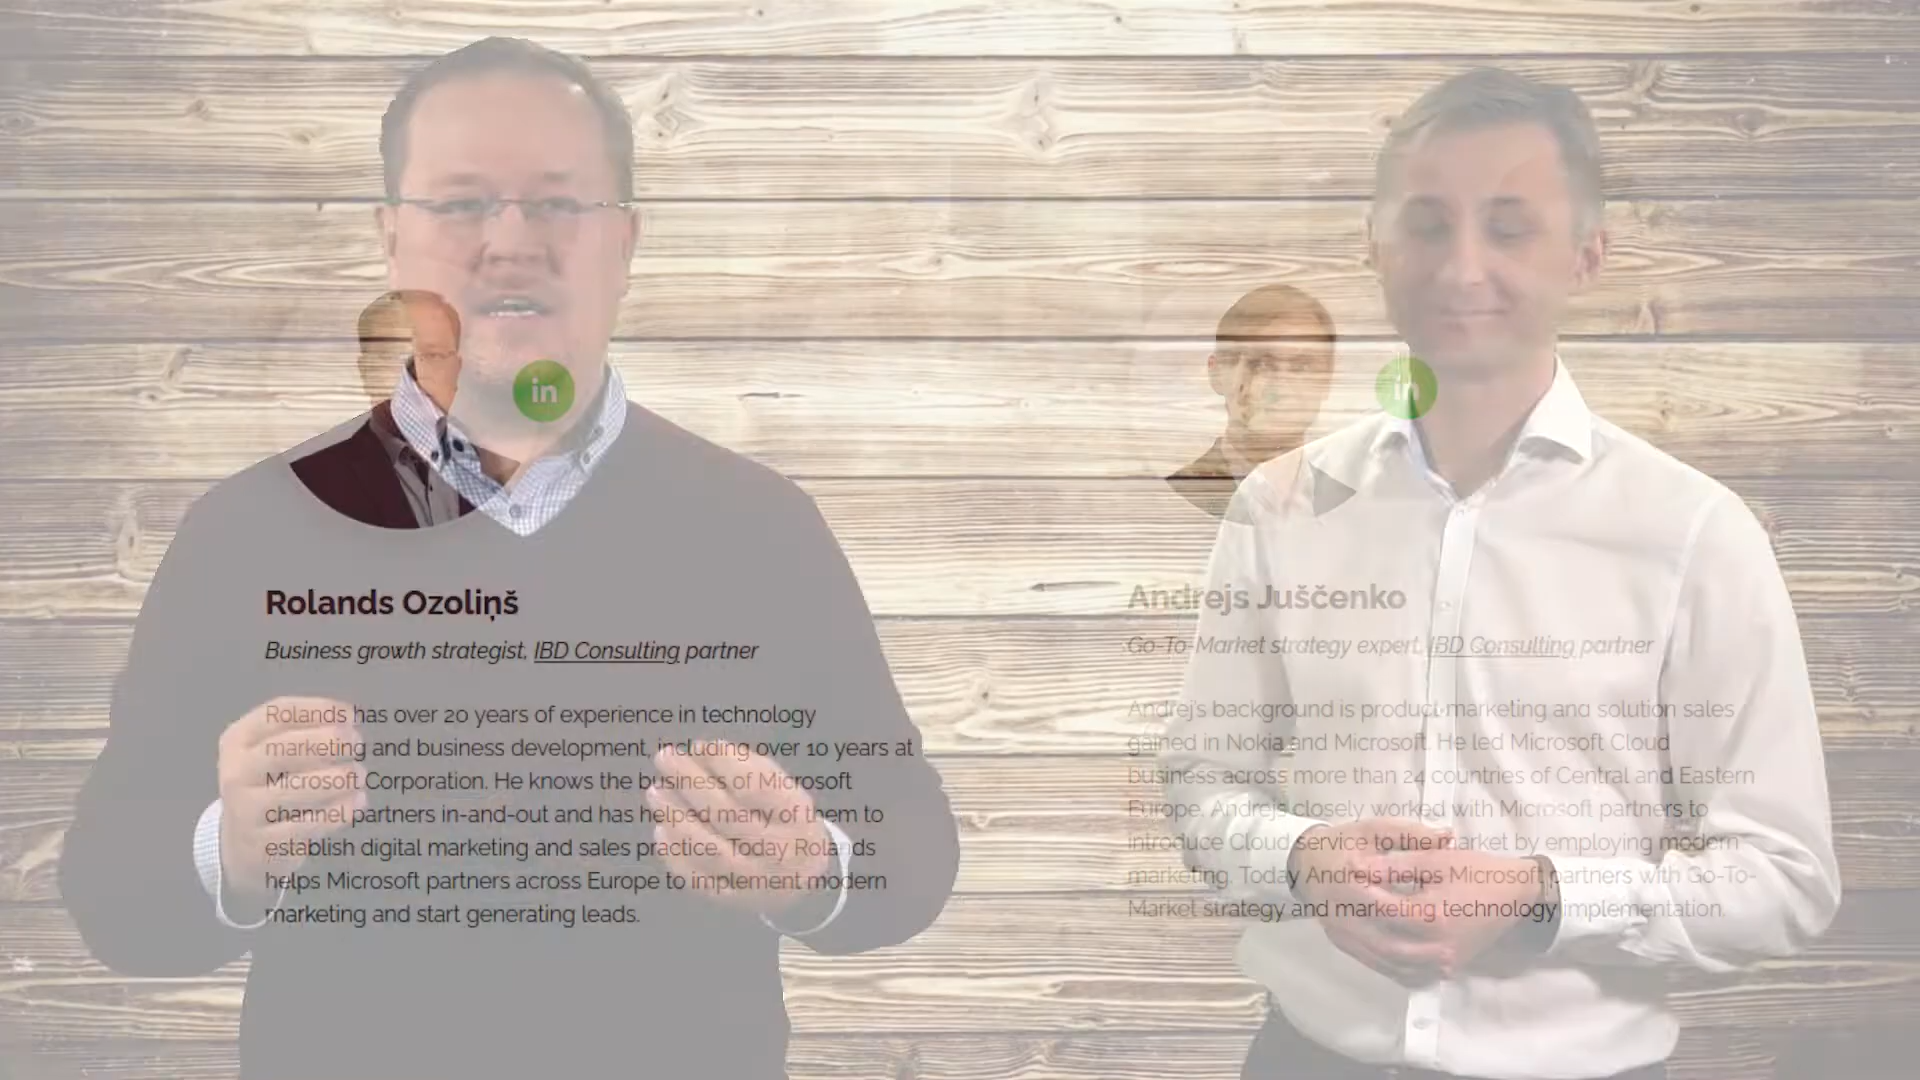 in
in
Rolands Ozoliņš
Business growth strategist, IBD Consulting partner
Rolands has over 20 years of experience in technology
marketing and business development, including over 10 years at
Microsoft Corporation. He knows the business of Microsoft
channel partners in-and-out and has helped many of them to
establish digital marketing and sales practice. Today Rolands
helps Microsoft partners across Europe to implement modern
marketing and start generating leads.
Andrejs Juščenko
Go-To-Market strategy expert, IBD Consulting partner
Andrej's background is product marketing and solution sales
gained in Nokia and Microsoft. He led Microsoft Cloud
business across more than 24 countries of Central and Eastern
Europe. Andrejs closely worked with Microsoft partners to
introduce Cloud service to the market by employing modern
marketing. Today Andrejs helps Microsoft partners with Go-To-
Market strategy and marketing technology implementation.